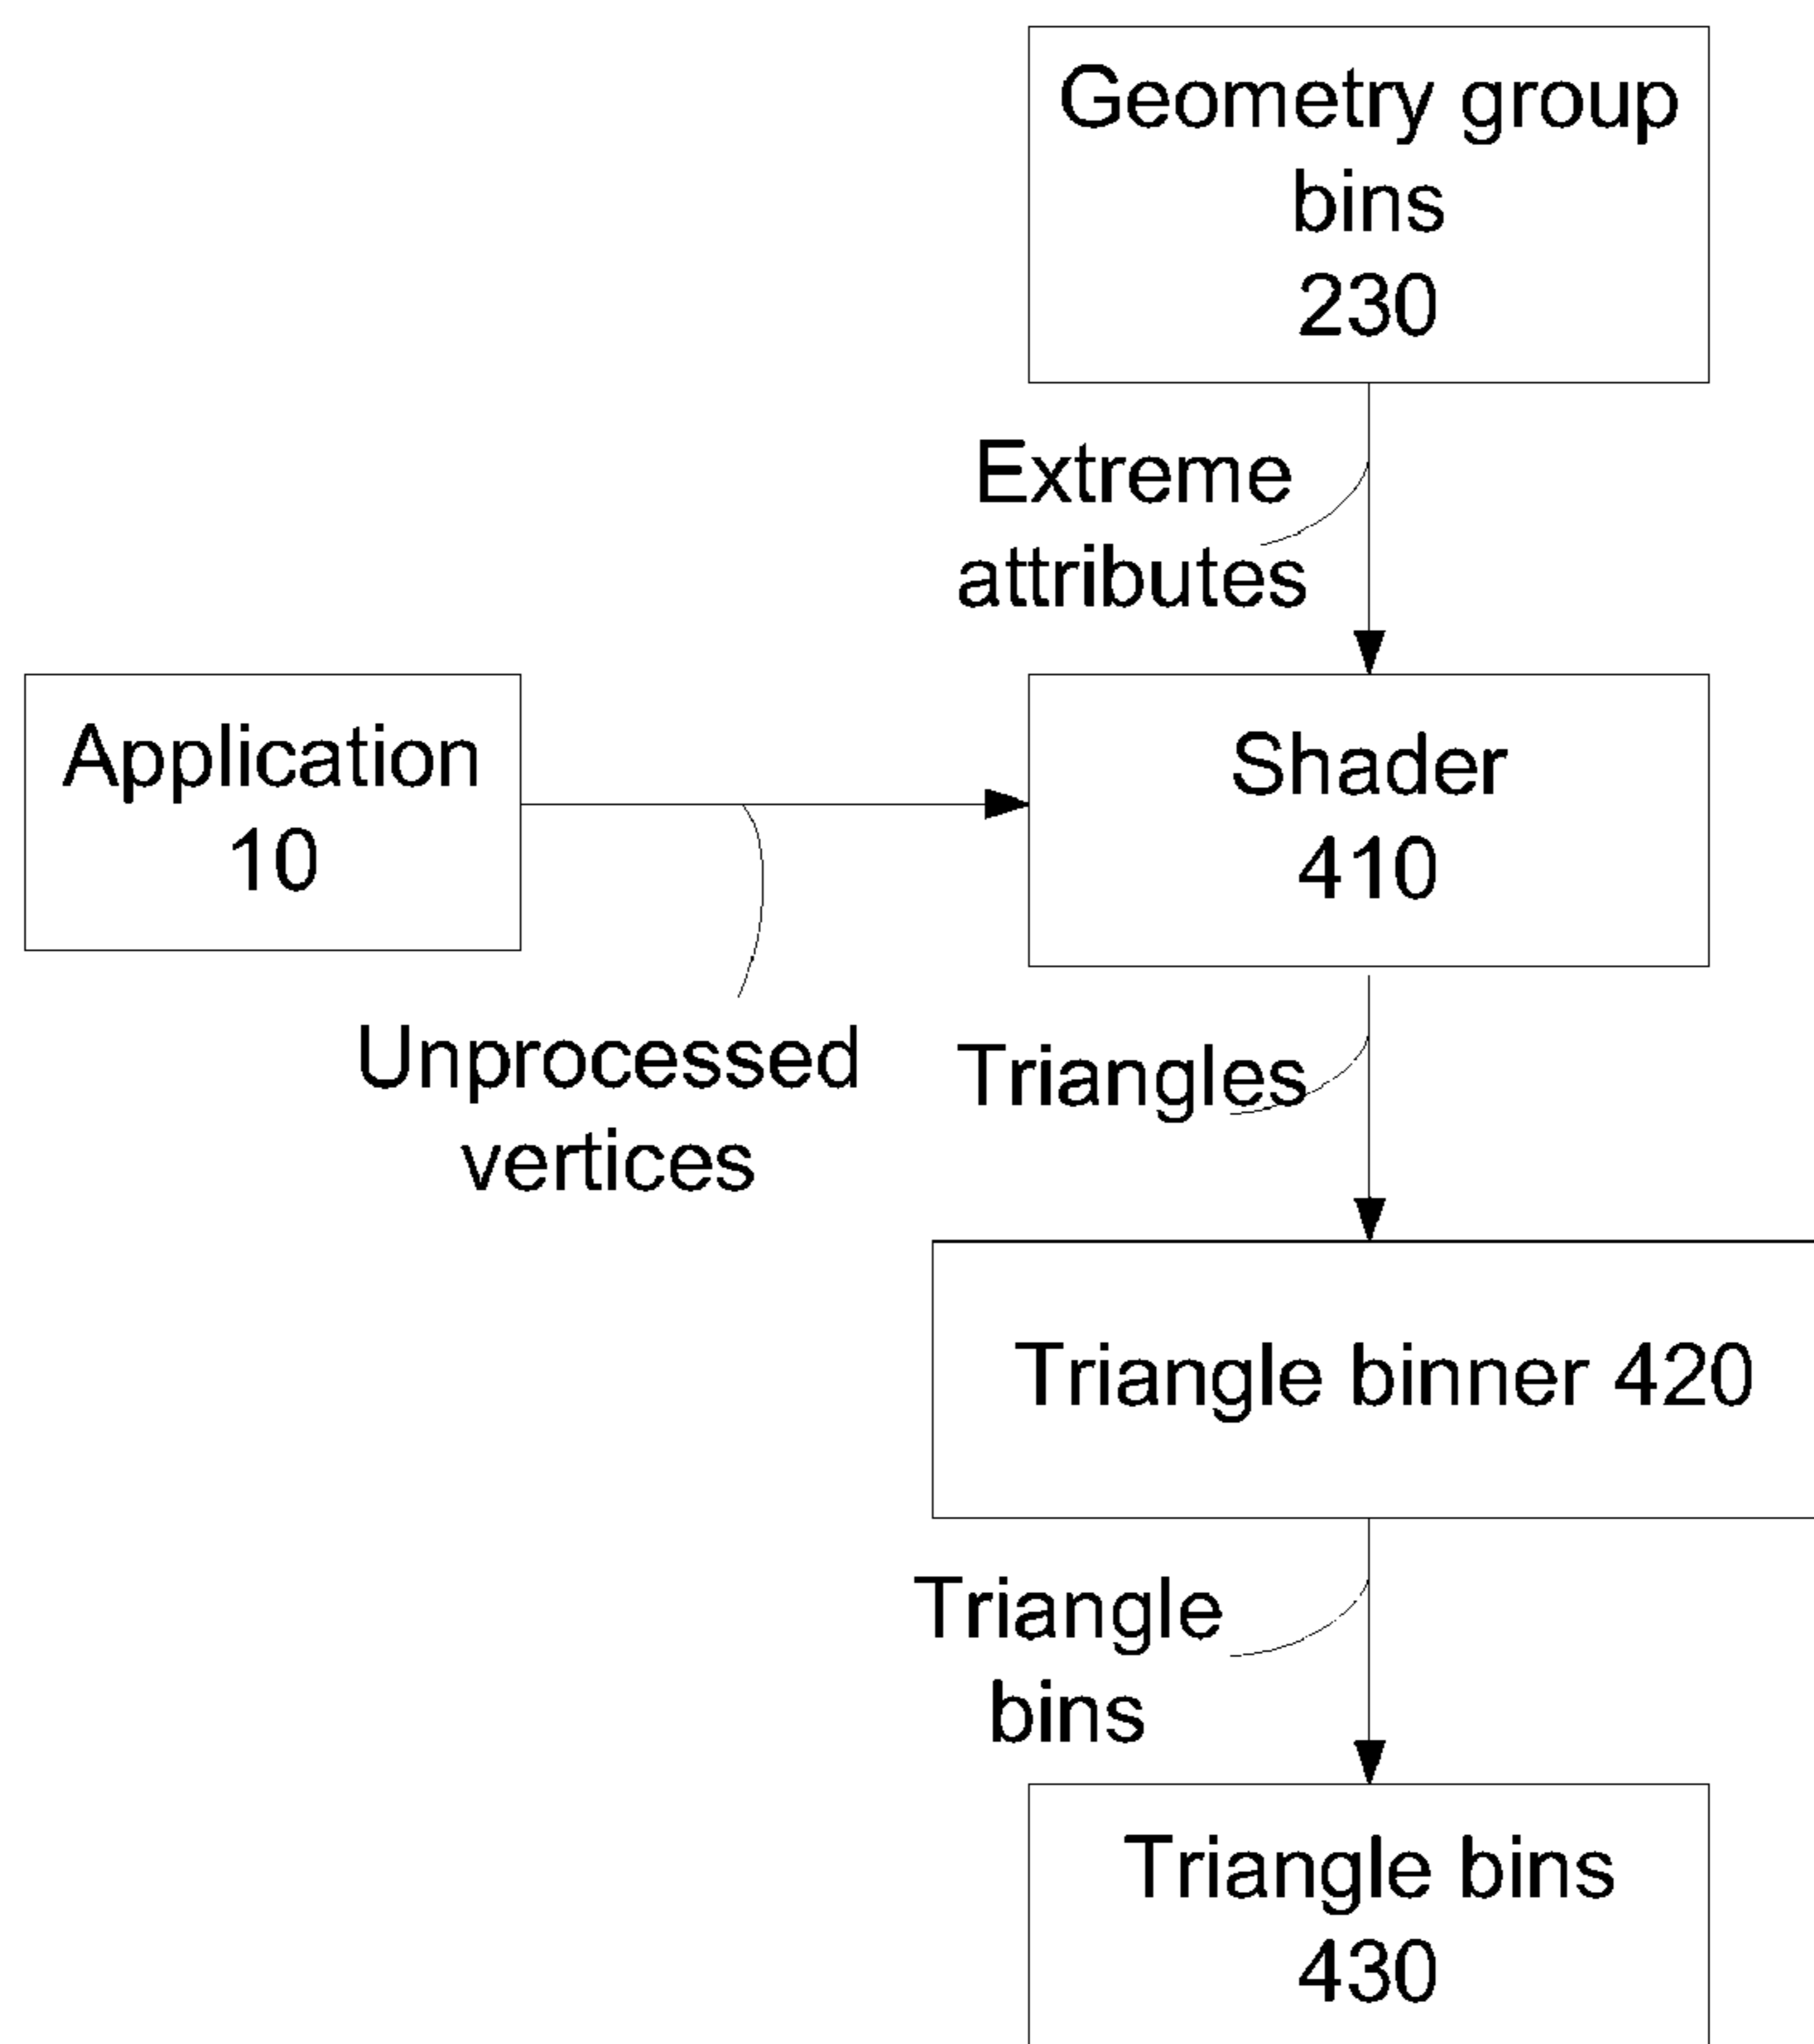 Geometry group
bins
230
Extreme
attributes
Application
10
Shader
410
Unprocessed
vertices
Triangles
Triangle binner 420
Triangle
bins
Triangle bins
430